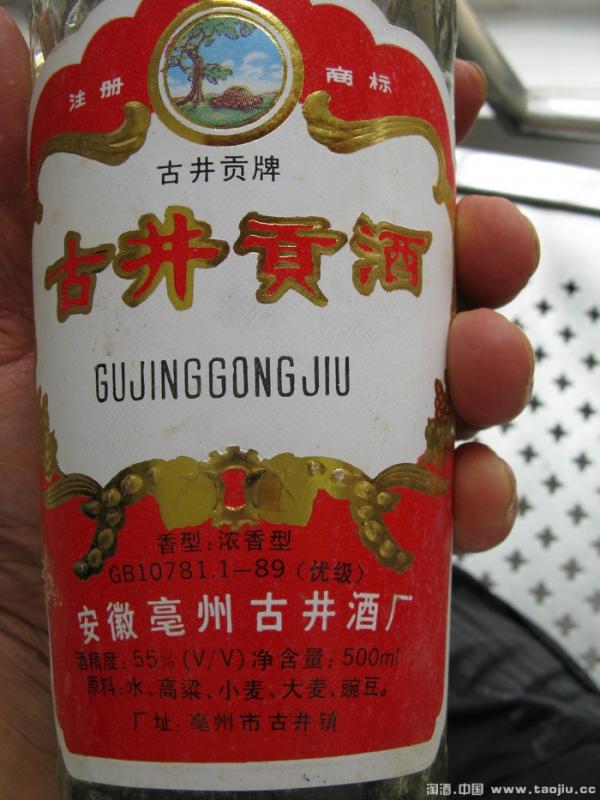 注册 商标
古井贡牌
古井贡酒
GUJINGGONGJIU
香型：浓香型
GB10781.1—89（优级）
安徽亳州古井酒厂
酒精度：55%(V/V)净含量：500ml
原料：水、高粱、小麦、大麦、豌豆。
厂址：亳州市古井镇
淘酒.中国 www.taojiu.cc